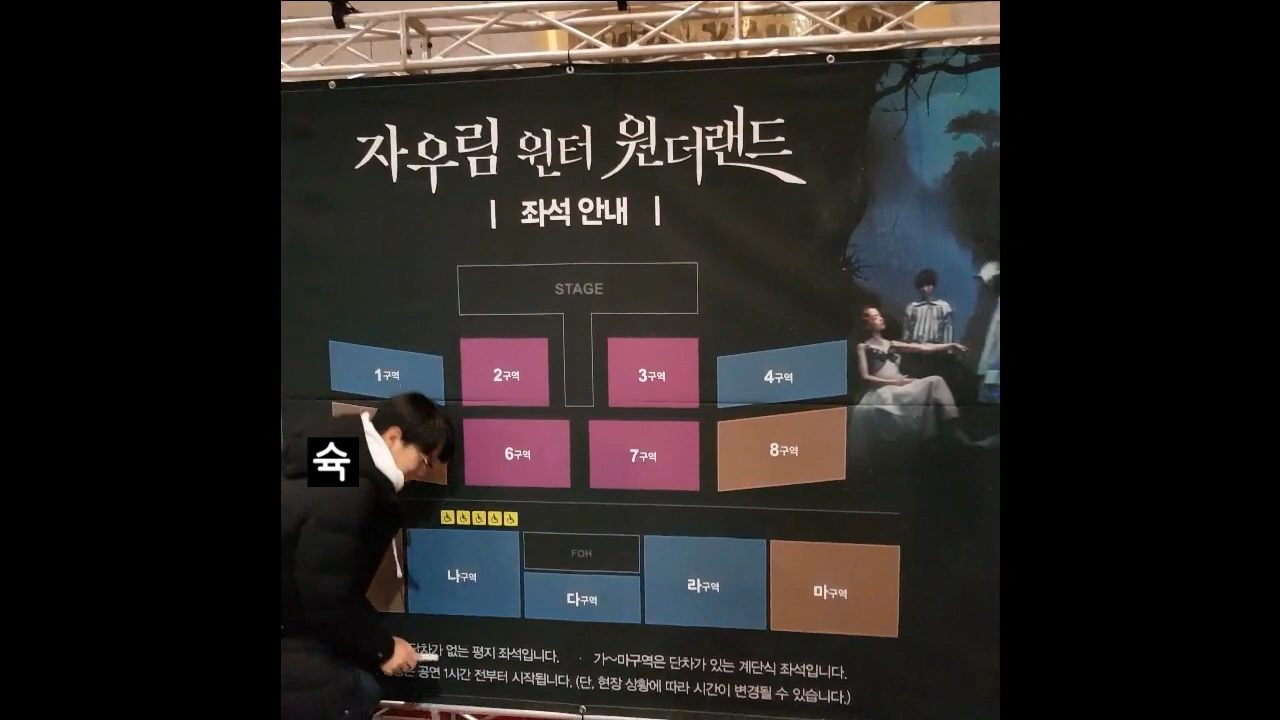 자우림 윈터 원더랜드
| 좌석 안내 |
STAGE
1구역 2구역 3구역 4구역
6구역 7구역 8구역
슉
FOH
나구역 다구역 라구역 마구역
없는 평지 좌석입니다. · 가~마구역은 단차가 있는 계단식 좌석입니다.
공연 1시간 전부터 시작됩니다. (단, 현장 상황에 따라 시간이 변경될 수 있습니다.)